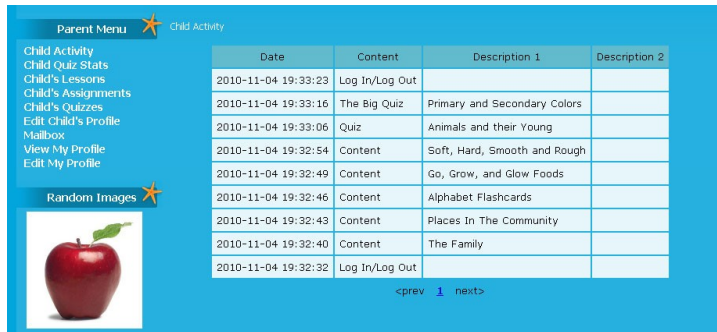 Parent Menu
Child Activity
Child Quiz Stats
Child's Lessons
Child's Assignments
Child's Quizzes
Edit Child's Profile
Mailbox
View My Profile
Edit My Profile
Random Images
Child Activity
Date Content Description 1 Description 2
2010-11-04 19:33:23 Log In/Log Out
2010-11-04 19:33:16 The Big Quiz Primary and Secondary Colors
2010-11-04 19:33:06 Quiz Animals and their Young
2010-11-04 19:32:54 Content Soft, Hard, Smooth and Rough
2010-11-04 19:32:49 Content Go, Grow, and Glow Foods
2010-11-04 19:32:46 Content Alphabet Flashcards
2010-11-04 19:32:43 Content Places In The Community
2010-11-04 19:32:40 Content The Family
2010-11-04 19:32:32 Log In/Log Out
<prev 1 next>